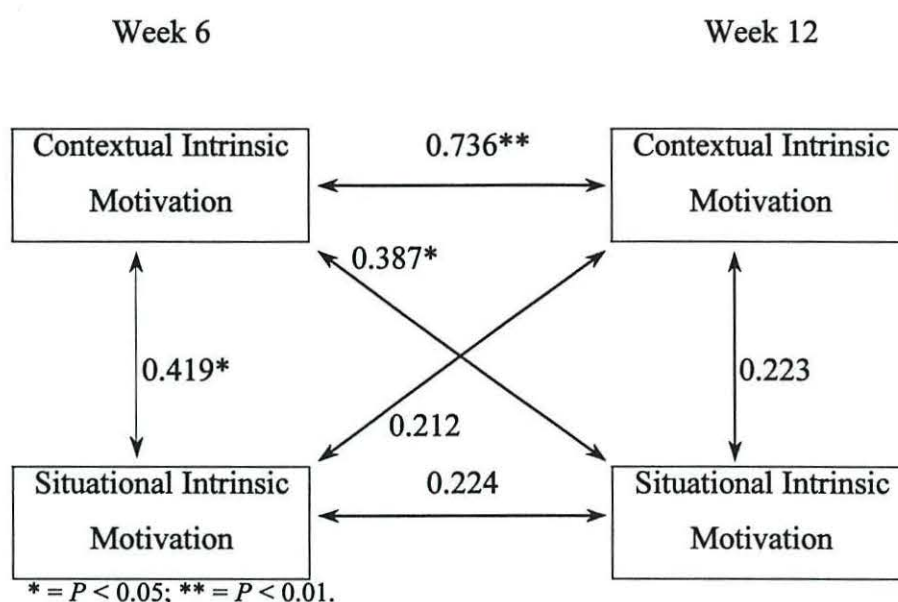 Week 6
Week 12
Contextual Intrinsic
Motivation
0.736**
Contextual Intrinsic
Motivation
0.387*
0.419*
0.223
0.212
Situational Intrinsic
Motivation
0.224
Situational Intrinsic
Motivation
* = P < 0.05; ** = P < 0.01.